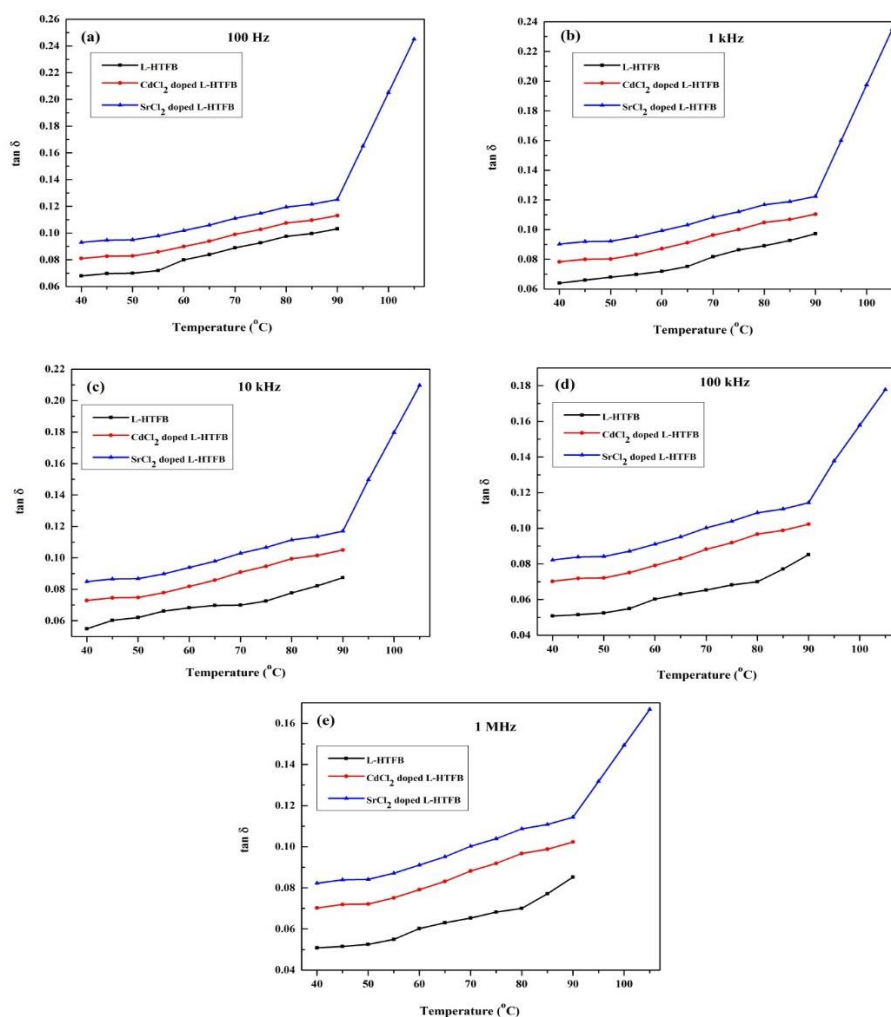 (a)
100 Hz
L-HTFB
CdCl₂ doped L-HTFB
SrCl₂ doped L-HTFB
0.26
0.24
0.22
0.20
0.18
0.16
0.14
0.12
0.10
0.08
0.06
tan δ
40 50 60 70 80 90 100
Temperature (°C)
(b)
1 kHz
L-HTFB
CdCl₂ doped L-HTFB
SrCl₂ doped L-HTFB
0.24
0.22
0.20
0.18
0.16
0.14
0.12
0.10
0.08
0.06
tan δ
40 50 60 70 80 90 100
Temperature (°C)
(c)
10 kHz
L-HTFB
CdCl₂ doped L-HTFB
SrCl₂ doped L-HTFB
0.22
0.20
0.18
0.16
0.14
0.12
0.10
0.08
0.06
tan δ
40 50 60 70 80 90 100
Temperature (°C)
(d)
100 kHz
L-HTFB
CdCl₂ doped L-HTFB
SrCl₂ doped L-HTFB
0.18
0.16
0.14
0.12
0.10
0.08
0.06
0.04
tan δ
40 50 60 70 80 90 100
Temperature (°C)
(e)
1 MHz
L-HTFB
CdCl₂ doped L-HTFB
SrCl₂ doped L-HTFB
0.16
0.14
0.12
0.10
0.08
0.06
0.04
tan δ
40 50 60 70 80 90 100
Temperature (°C)